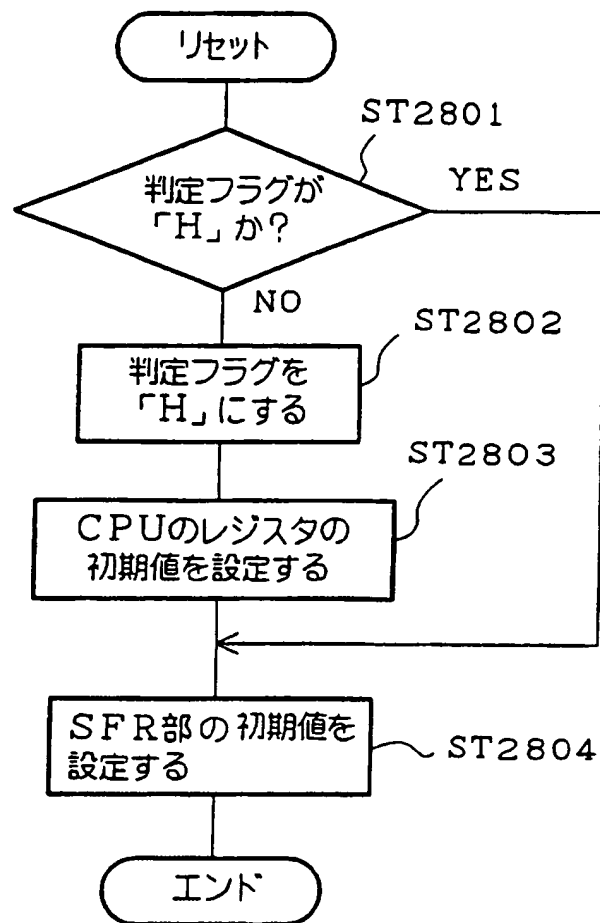 リセット
ST2801
判定フラグが
「H」か?
YES
NO
ST2802
判定フラグを
「H」にする
ST2803
CPUのレジスタの
初期値を設定する
SFR部の初期値を
設定する
ST2804
エンド